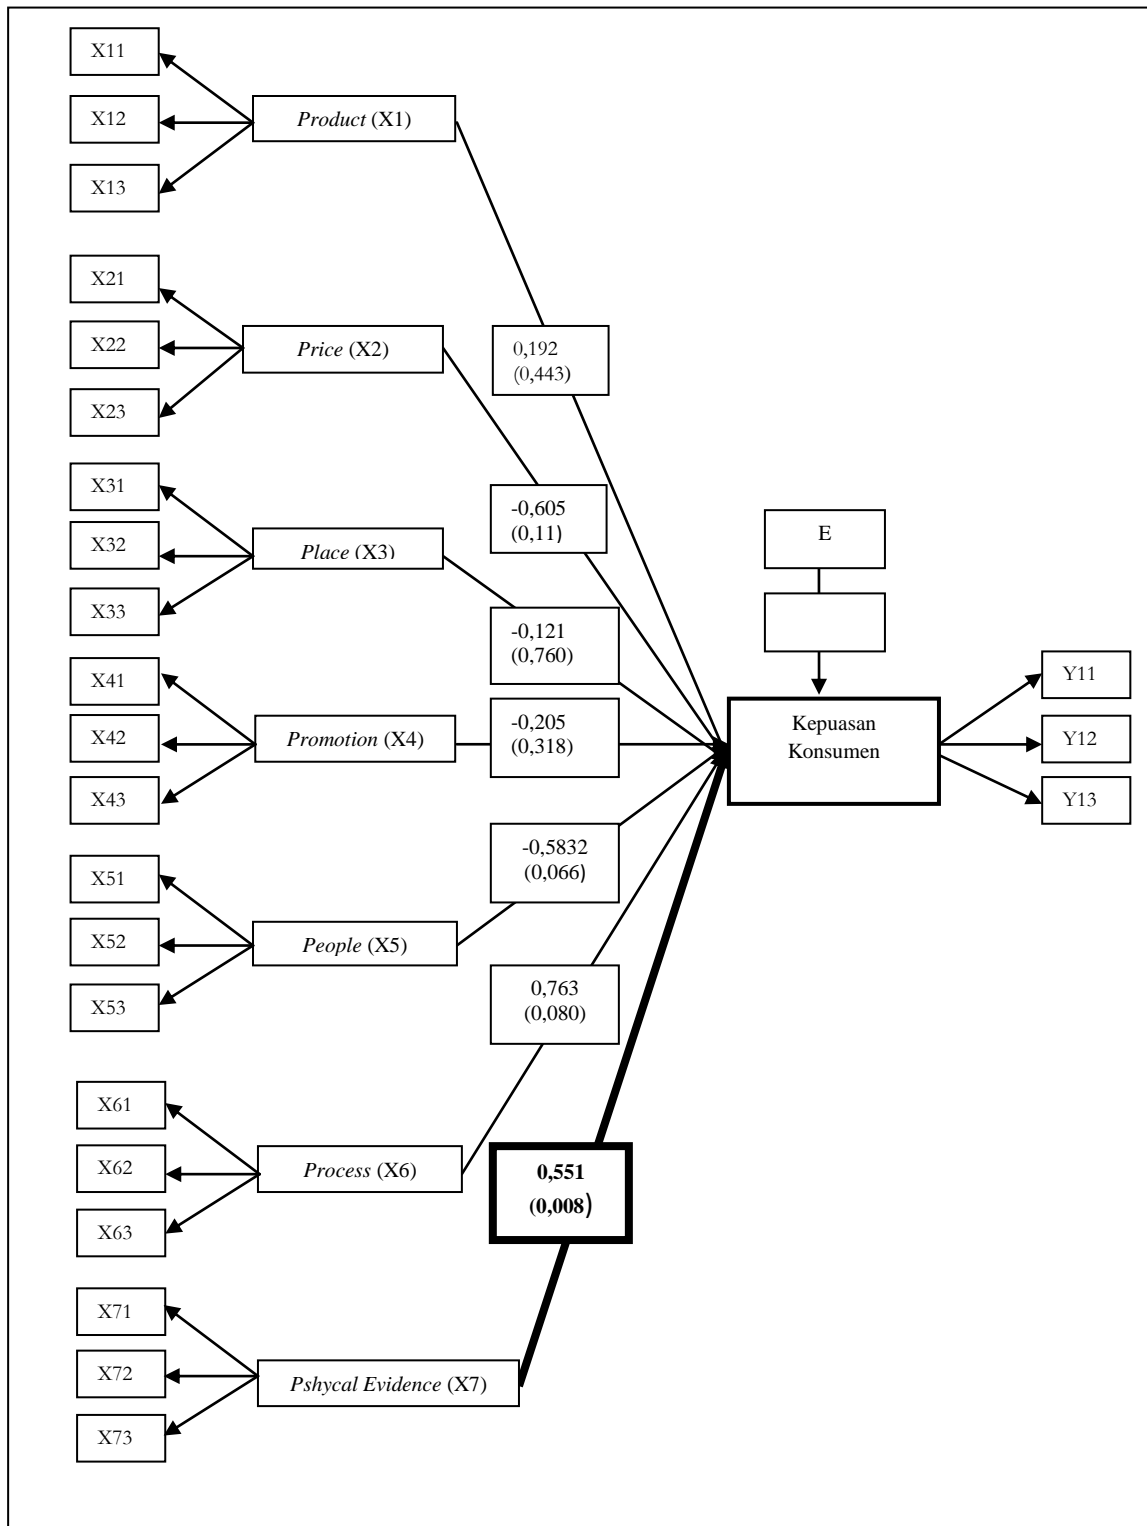 X11
X12
Product (X1)
X13
X21
X22
Price (X2)
X23
0,192
(0,443)
X31
X32
Place (X3)
X33
-0,605
(0,11)
E
-0,121
(0,760)
X41
X42
Promotion (X4)
X43
-0,205
(0,318)
Kepuasan
Konsumen
Y11
Y12
Y13
X51
X52
People (X5)
X53
-0,5832
(0,066)
0,763
(0,080)
X61
X62
Process (X6)
X63
0,551
(0,008)
X71
X72
Pshycal Evidence (X7)
X73